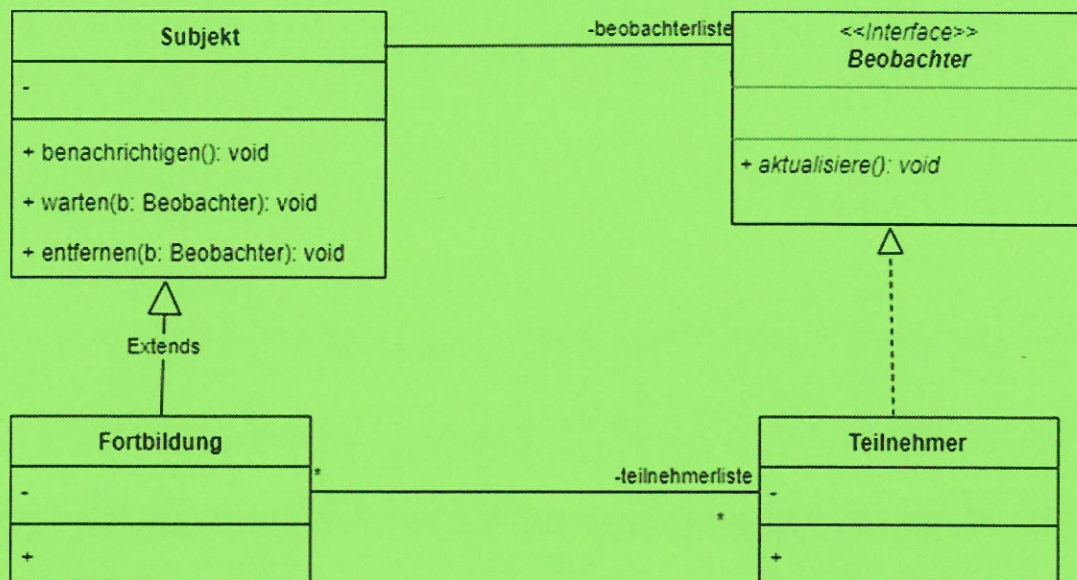 Subjekt
-
+ benachrichtigen(): void
+ warten(b: Beobachter): void
+ entfernen(b: Beobachter): void
-beobachterliste
<<Interface>>
Beobachter
+ aktualisiere(): void
Extends
Fortbildung
-
+
*
-teilnehmerliste
*
Teilnehmer
-
+